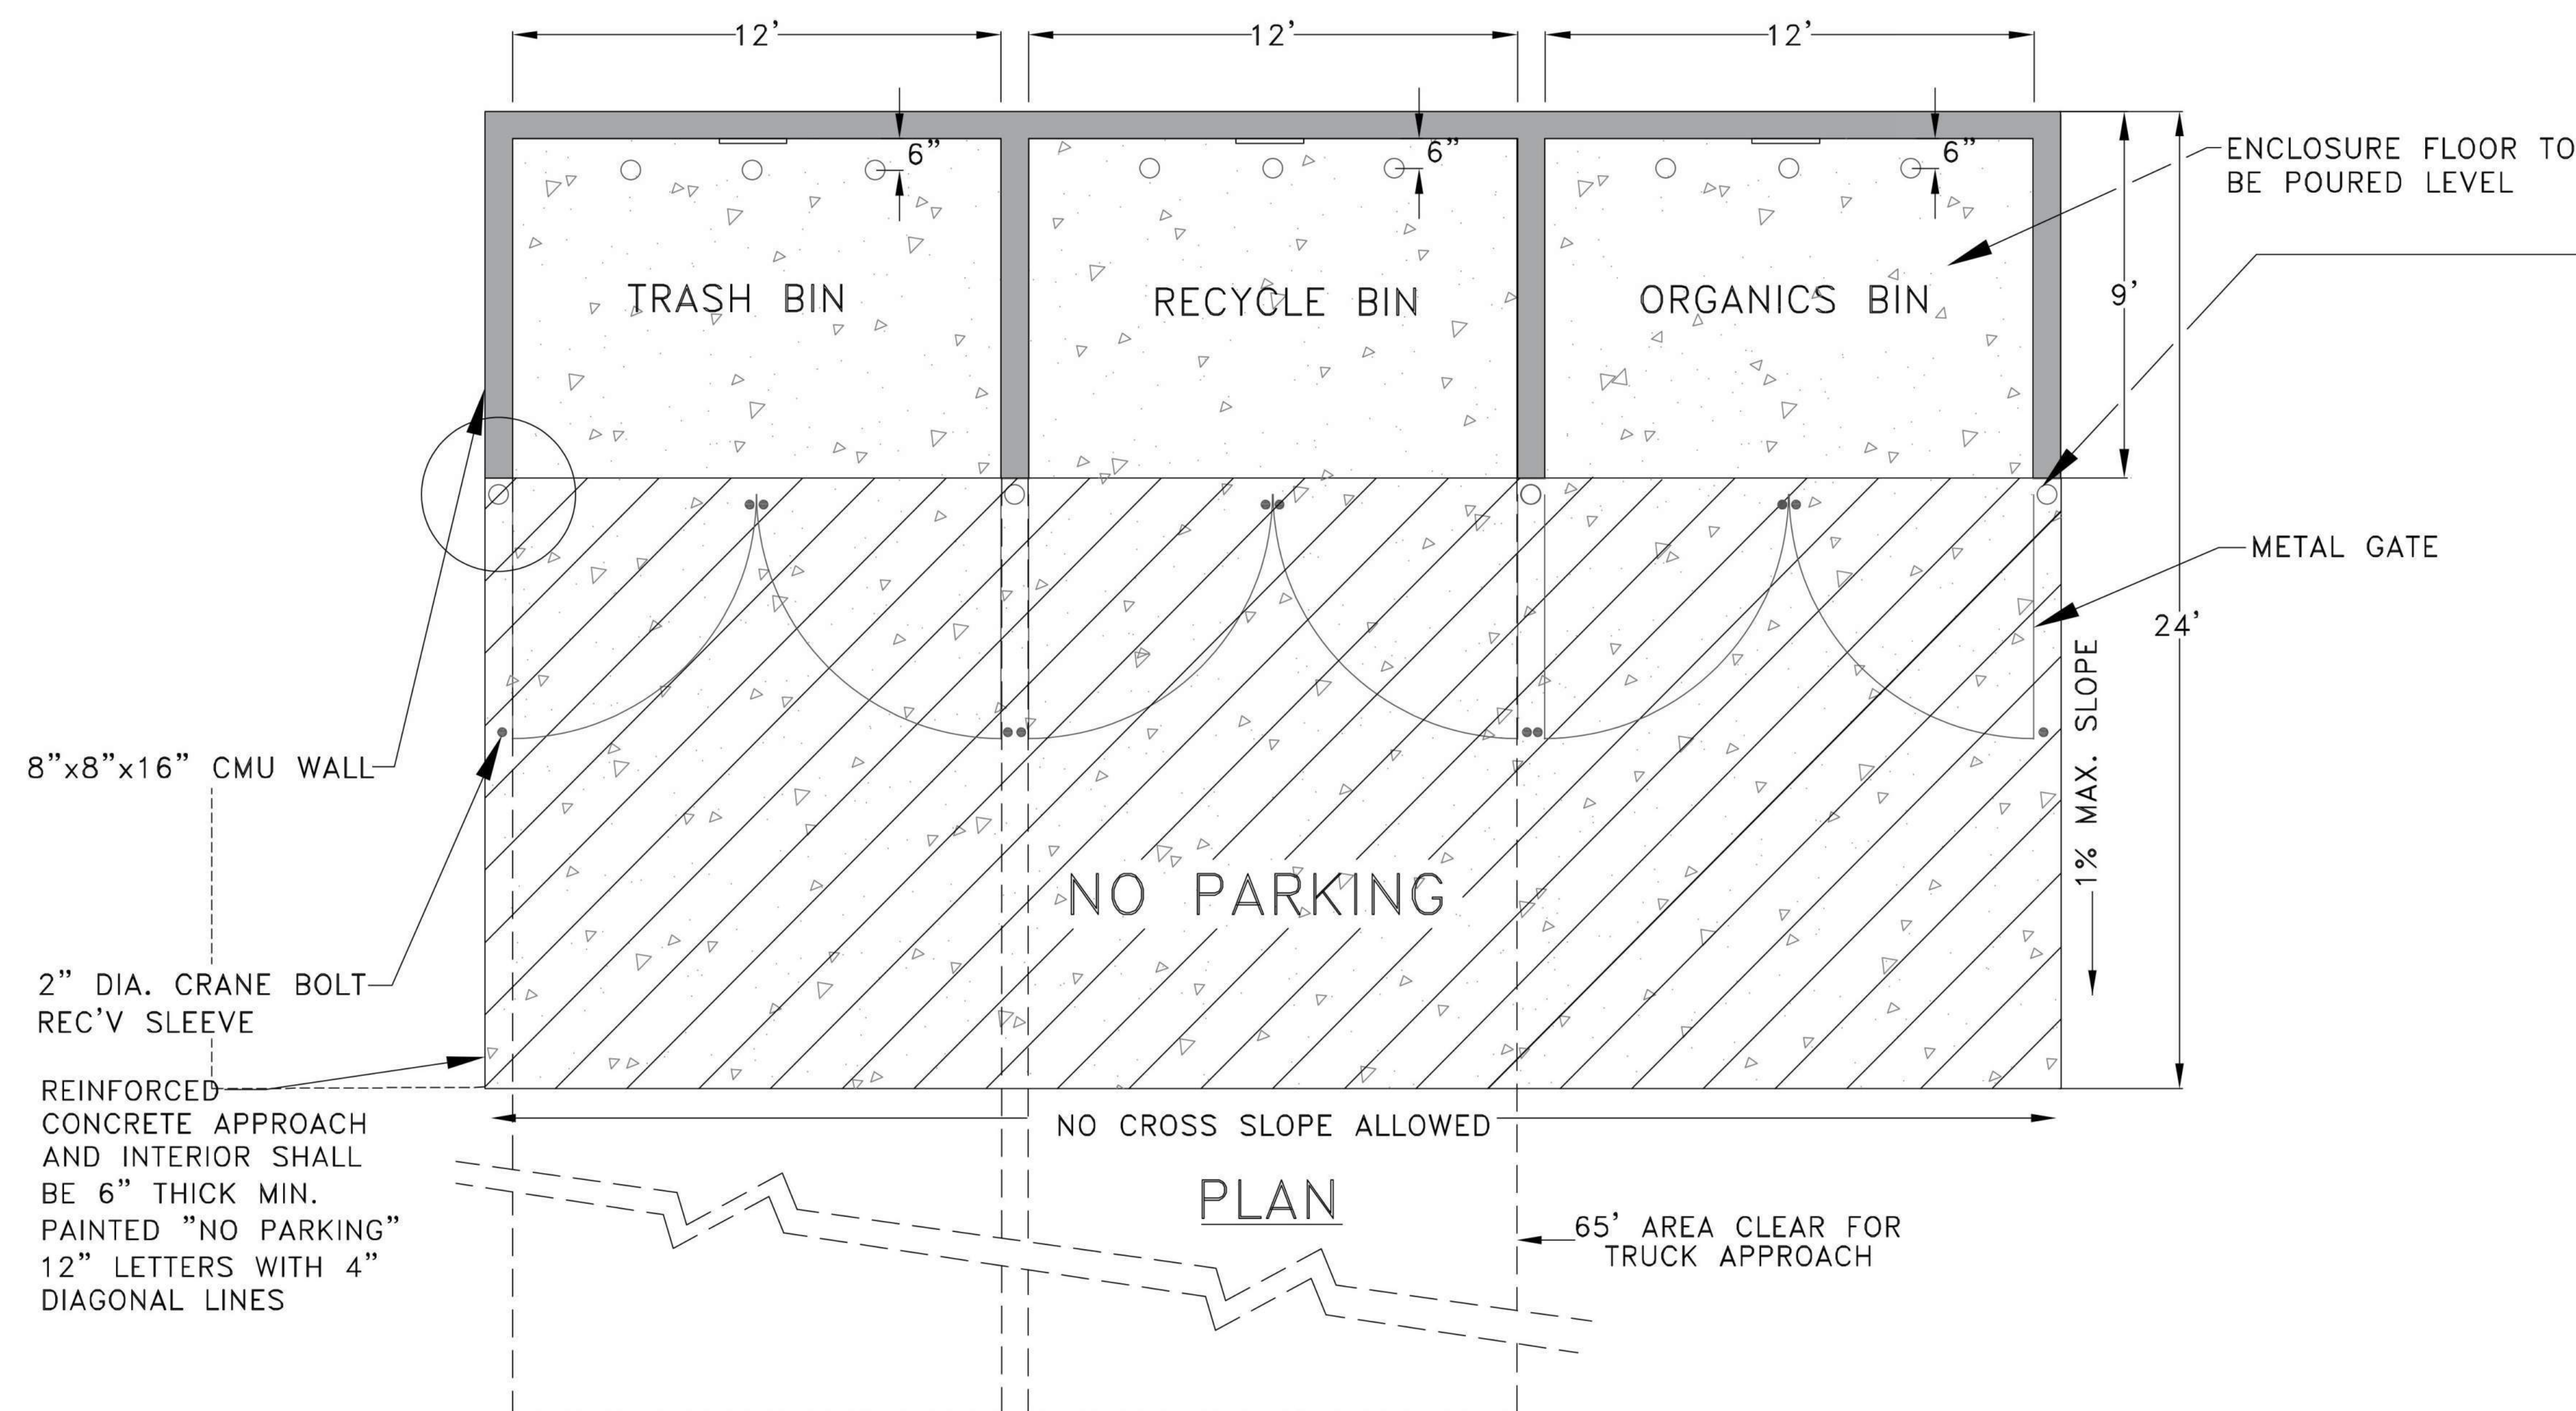 12'
12'
12'
6”
6”
6”
ENCLOSURE FLOOR TO
BE POURED LEVEL
TRASH BIN
RECYCLE BIN
ORGANICS BIN
9'
METAL GATE
24'
1% MAX. SLOPE
8”x8”x16” CMU WALL
NO PARKING
2” DIA. CRANE BOLT
REC'V SLEEVE
REINFORCED
CONCRETE APPROACH
AND INTERIOR SHALL
BE 6” THICK MIN.
PAINTED ”NO PARKING”
12” LETTERS WITH 4”
DIAGONAL LINES
NO CROSS SLOPE ALLOWED
PLAN
65' AREA CLEAR FOR
TRUCK APPROACH